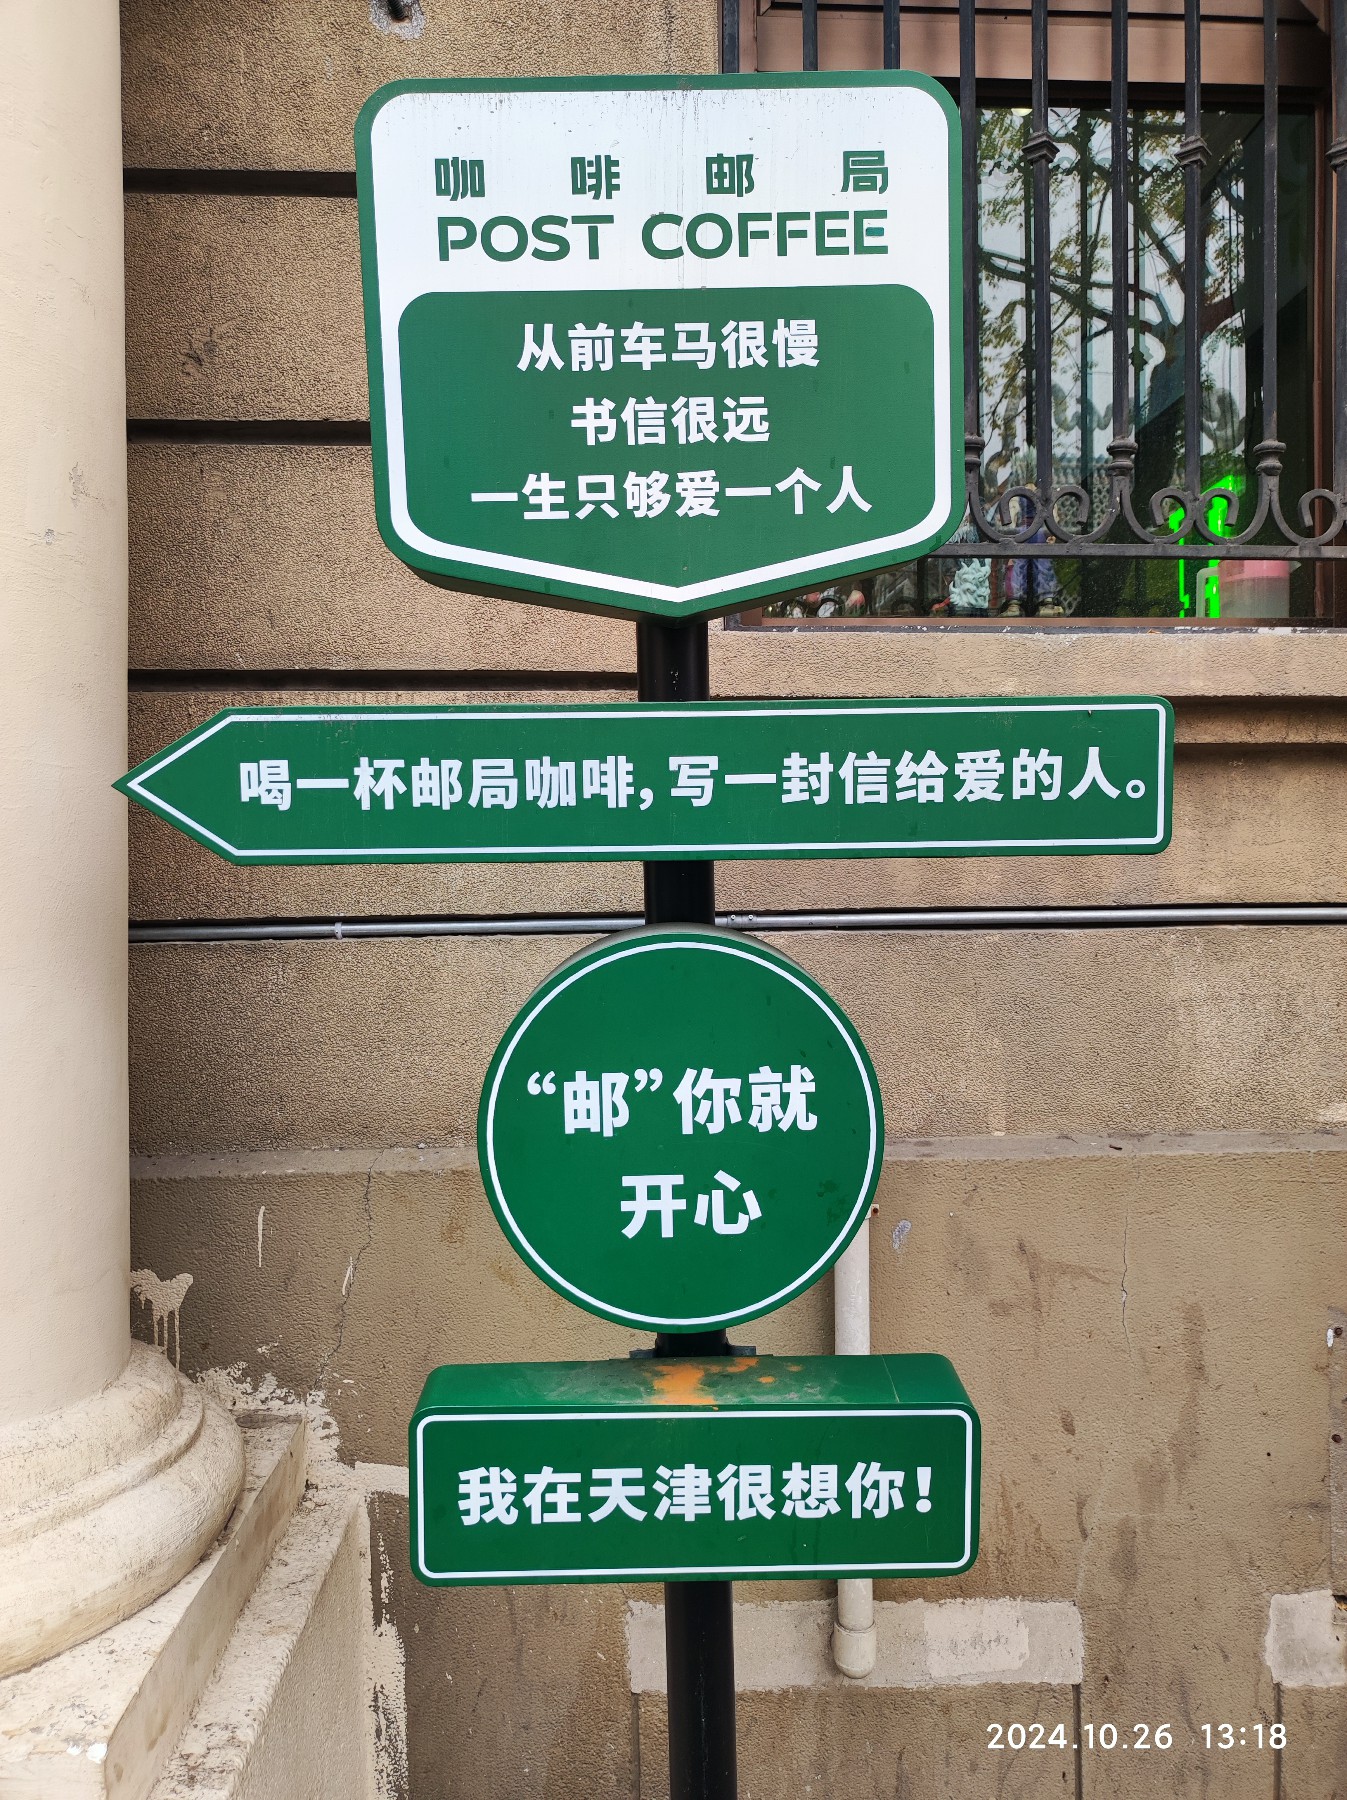 咖啡邮局
POST COFFEE
从前车马很慢
书信很远
一生只够爱一个人
喝一杯邮局咖啡，写一封信给爱的人。
“邮”你就
开心
我在天津很想你！
2024.10.26 13:18